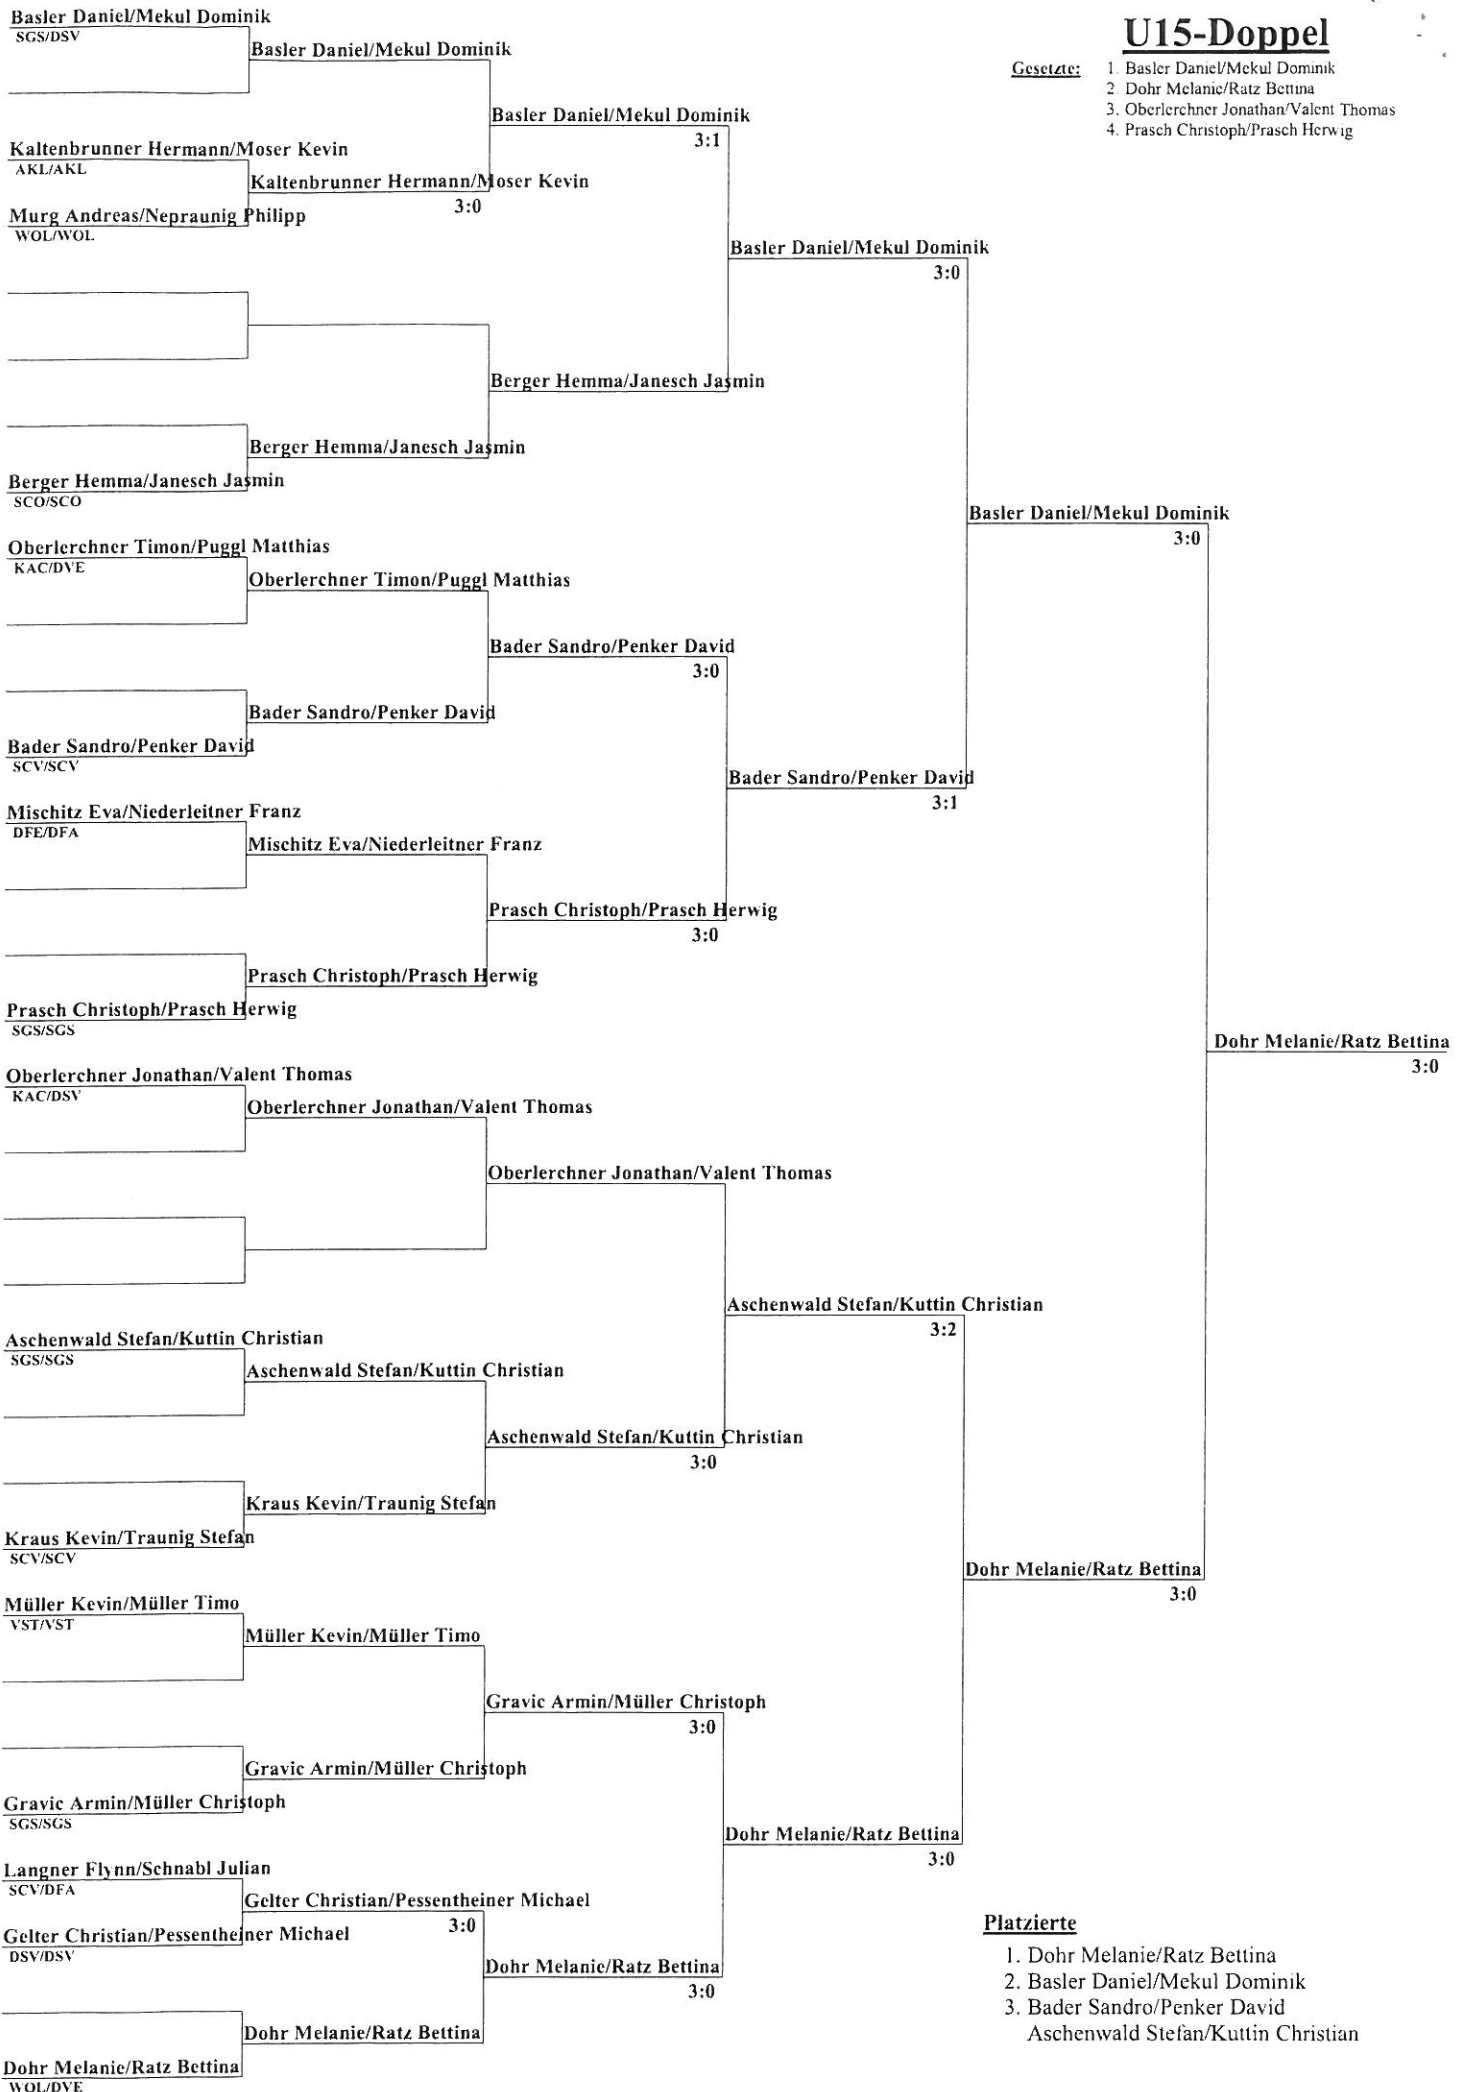 U15-Doppel
Gesetzte:
1. Basler Daniel/Mekul Dominik
2. Dohr Melanie/Ratz Bettina
3. Oberlerchner Jonathan/Valent Thomas
4. Prasch Christoph/Prasch Herwig
Basler Daniel/Mekul Dominik
SGS/DSV
Basler Daniel/Mekul Dominik
Basler Daniel/Mekul Dominik
3:1
Kaltenbrunner Hermann/Moser Kevin
AKL/AKL
Kaltenbrunner Hermann/Moser Kevin
3:0
Murg Andreas/Nepraunig Philipp
WOL/WOL
Basler Daniel/Mekul Dominik
3:0
Berger Hemma/Janesch Jasmin
Berger Hemma/Janesch Jasmin
Berger Hemma/Janesch Jasmin
SCO/SCO
Basler Daniel/Mekul Dominik
3:0
Oberlerchner Timon/Puggl Matthias
KAC/DVE
Oberlerchner Timon/Puggl Matthias
Bader Sandro/Penker David
3:0
Bader Sandro/Penker David
Bader Sandro/Penker David
SCV/SCV
Bader Sandro/Penker David
3:1
Mischitz Eva/Niederleitner Franz
DFE/DFA
Mischitz Eva/Niederleitner Franz
Prasch Christoph/Prasch Herwig
3:0
Prasch Christoph/Prasch Herwig
Prasch Christoph/Prasch Herwig
SGS/SGS
Dohr Melanie/Ratz Bettina
3:0
Oberlerchner Jonathan/Valent Thomas
KAC/DSV
Oberlerchner Jonathan/Valent Thomas
Oberlerchner Jonathan/Valent Thomas
Aschenwald Stefan/Kuttin Christian
3:2
Aschenwald Stefan/Kuttin Christian
SGS/SGS
Aschenwald Stefan/Kuttin Christian
Aschenwald Stefan/Kuttin Christian
3:0
Kraus Kevin/Traunig Stefan
Kraus Kevin/Traunig Stefan
SCV/SCV
Dohr Melanie/Ratz Bettina
3:0
Müller Kevin/Müller Timo
VST/VST
Müller Kevin/Müller Timo
Gravic Armin/Müller Christoph
3:0
Gravic Armin/Müller Christoph
Gravic Armin/Müller Christoph
SGS/SGS
Dohr Melanie/Ratz Bettina
3:0
Langner Flynn/Schnabl Julian
SCV/DFA
Gelter Christian/Pessentheiner Michael
3:0
Gelter Christian/Pessentheiner Michael
DSV/DSV
Dohr Melanie/Ratz Bettina
3:0
Dohr Melanie/Ratz Bettina
Dohr Melanie/Ratz Bettina
WOL/DVE
Platzierte
1. Dohr Melanie/Ratz Bettina
2. Basler Daniel/Mekul Dominik
3. Bader Sandro/Penker David
Aschenwald Stefan/Kuttin Christian